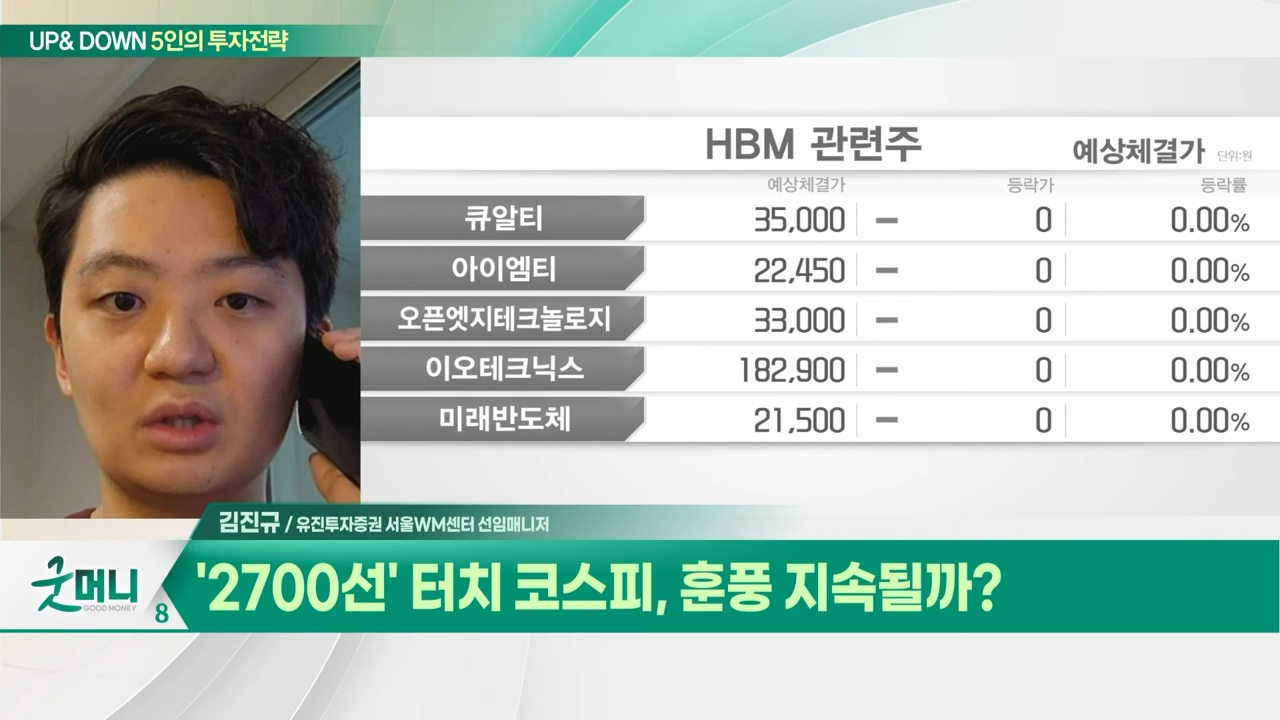 UP& DOWN 5인의 투자전략
HBM 관련주 예상체결가 단위:원
예상체결가 등락가 등락률
큐알티 35,000 – 0 0.00%
아이엠티 22,450 – 0 0.00%
오픈엣지테크놀로지 33,000 – 0 0.00%
이오테크닉스 182,900 – 0 0.00%
미래반도체 21,500 – 0 0.00%
김진규 / 유진투자증권 서울WM센터 선임매니저
굿머니
GOOD MONEY
8
'2700선' 터치 코스피, 훈풍 지속될까?